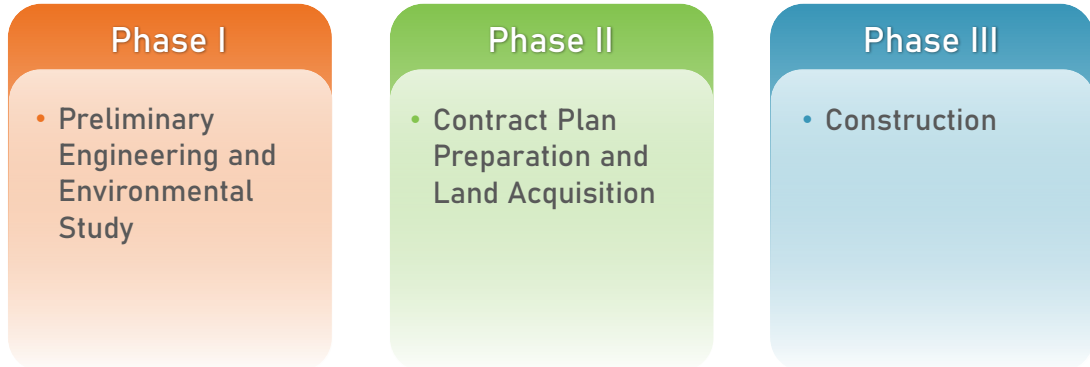 Phase I
• Preliminary
Engineering and
Environmental
Study
Phase II
• Contract Plan
Preparation and
Land Acquisition
Phase III
• Construction